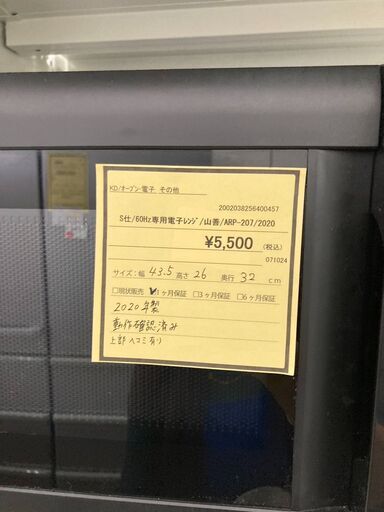 KD/オーブン・電子 その他
2002038256400457
S仕/60Hz専用電子ﾚﾝｼﾞ/山善/ARP-207/2020
¥5,500 (税込)
071024
サイズ:幅 43.5 高さ 26 奥行 32 cm
□現状販売 ☑1ヶ月保証 □3ヶ月保証 □6ヶ月保証
2020年製
動作確認済み
上部ヘコミ有り